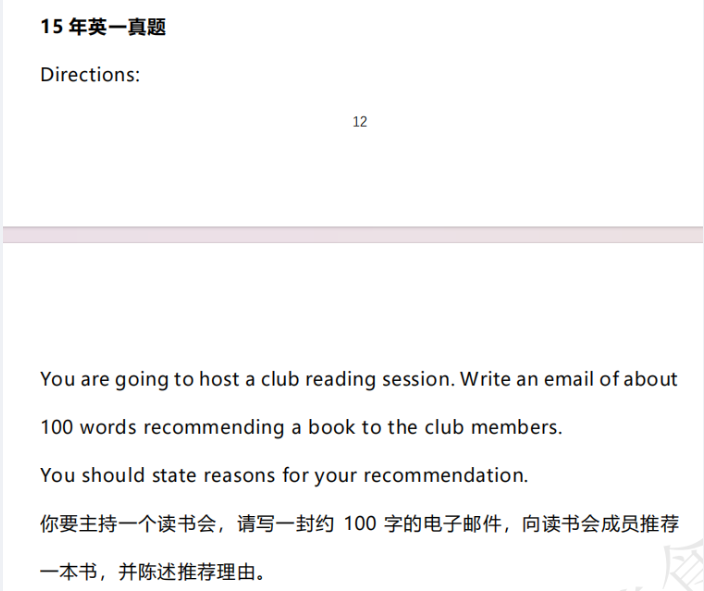 15 年英一真题
Directions:
12
You are going to host a club reading session. Write an email of about
100 words recommending a book to the club members.
You should state reasons for your recommendation.
你要主持一个读书会，请写一封约 100 字的电子邮件，向读书会成员推荐
一本书，并陈述推荐理由。